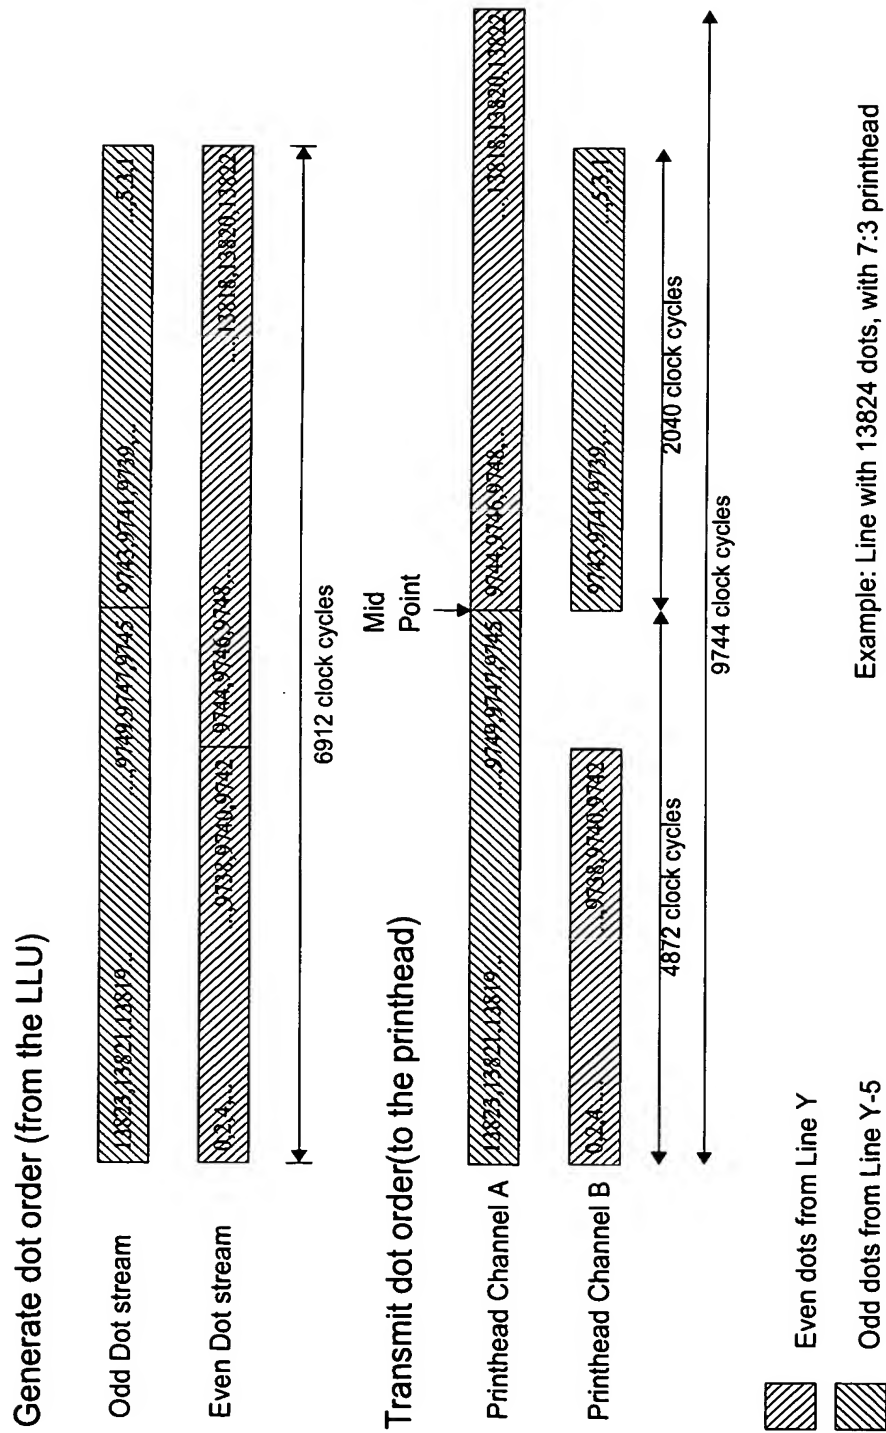 Generate dot order (from the LLU)
Odd Dot stream
13823,13821,13819...
...,9749,9747,9745
9743,9741,9739,...
...,5,3,1
Even Dot stream
0,2,4,...
...,9738,9740,9742
9744,9746,9748,...
...,13818,13820,13822
6912 clock cycles
Transmit dot order(to the printhead)
Mid
Point
Printhead Channel A
13823,13821,13819...
...,9749,9747,9745
9744,9746,9748,...
...13818,13820,13822
Printhead Channel B
0,2,4....
...,9738,9740,9742
9743,9741,9739,...
...,5,3,1
4872 clock cycles
2040 clock cycles
9744 clock cycles
Even dots from Line Y
Odd dots from Line Y-5
Example: Line with 13824 dots, with 7:3 printhead